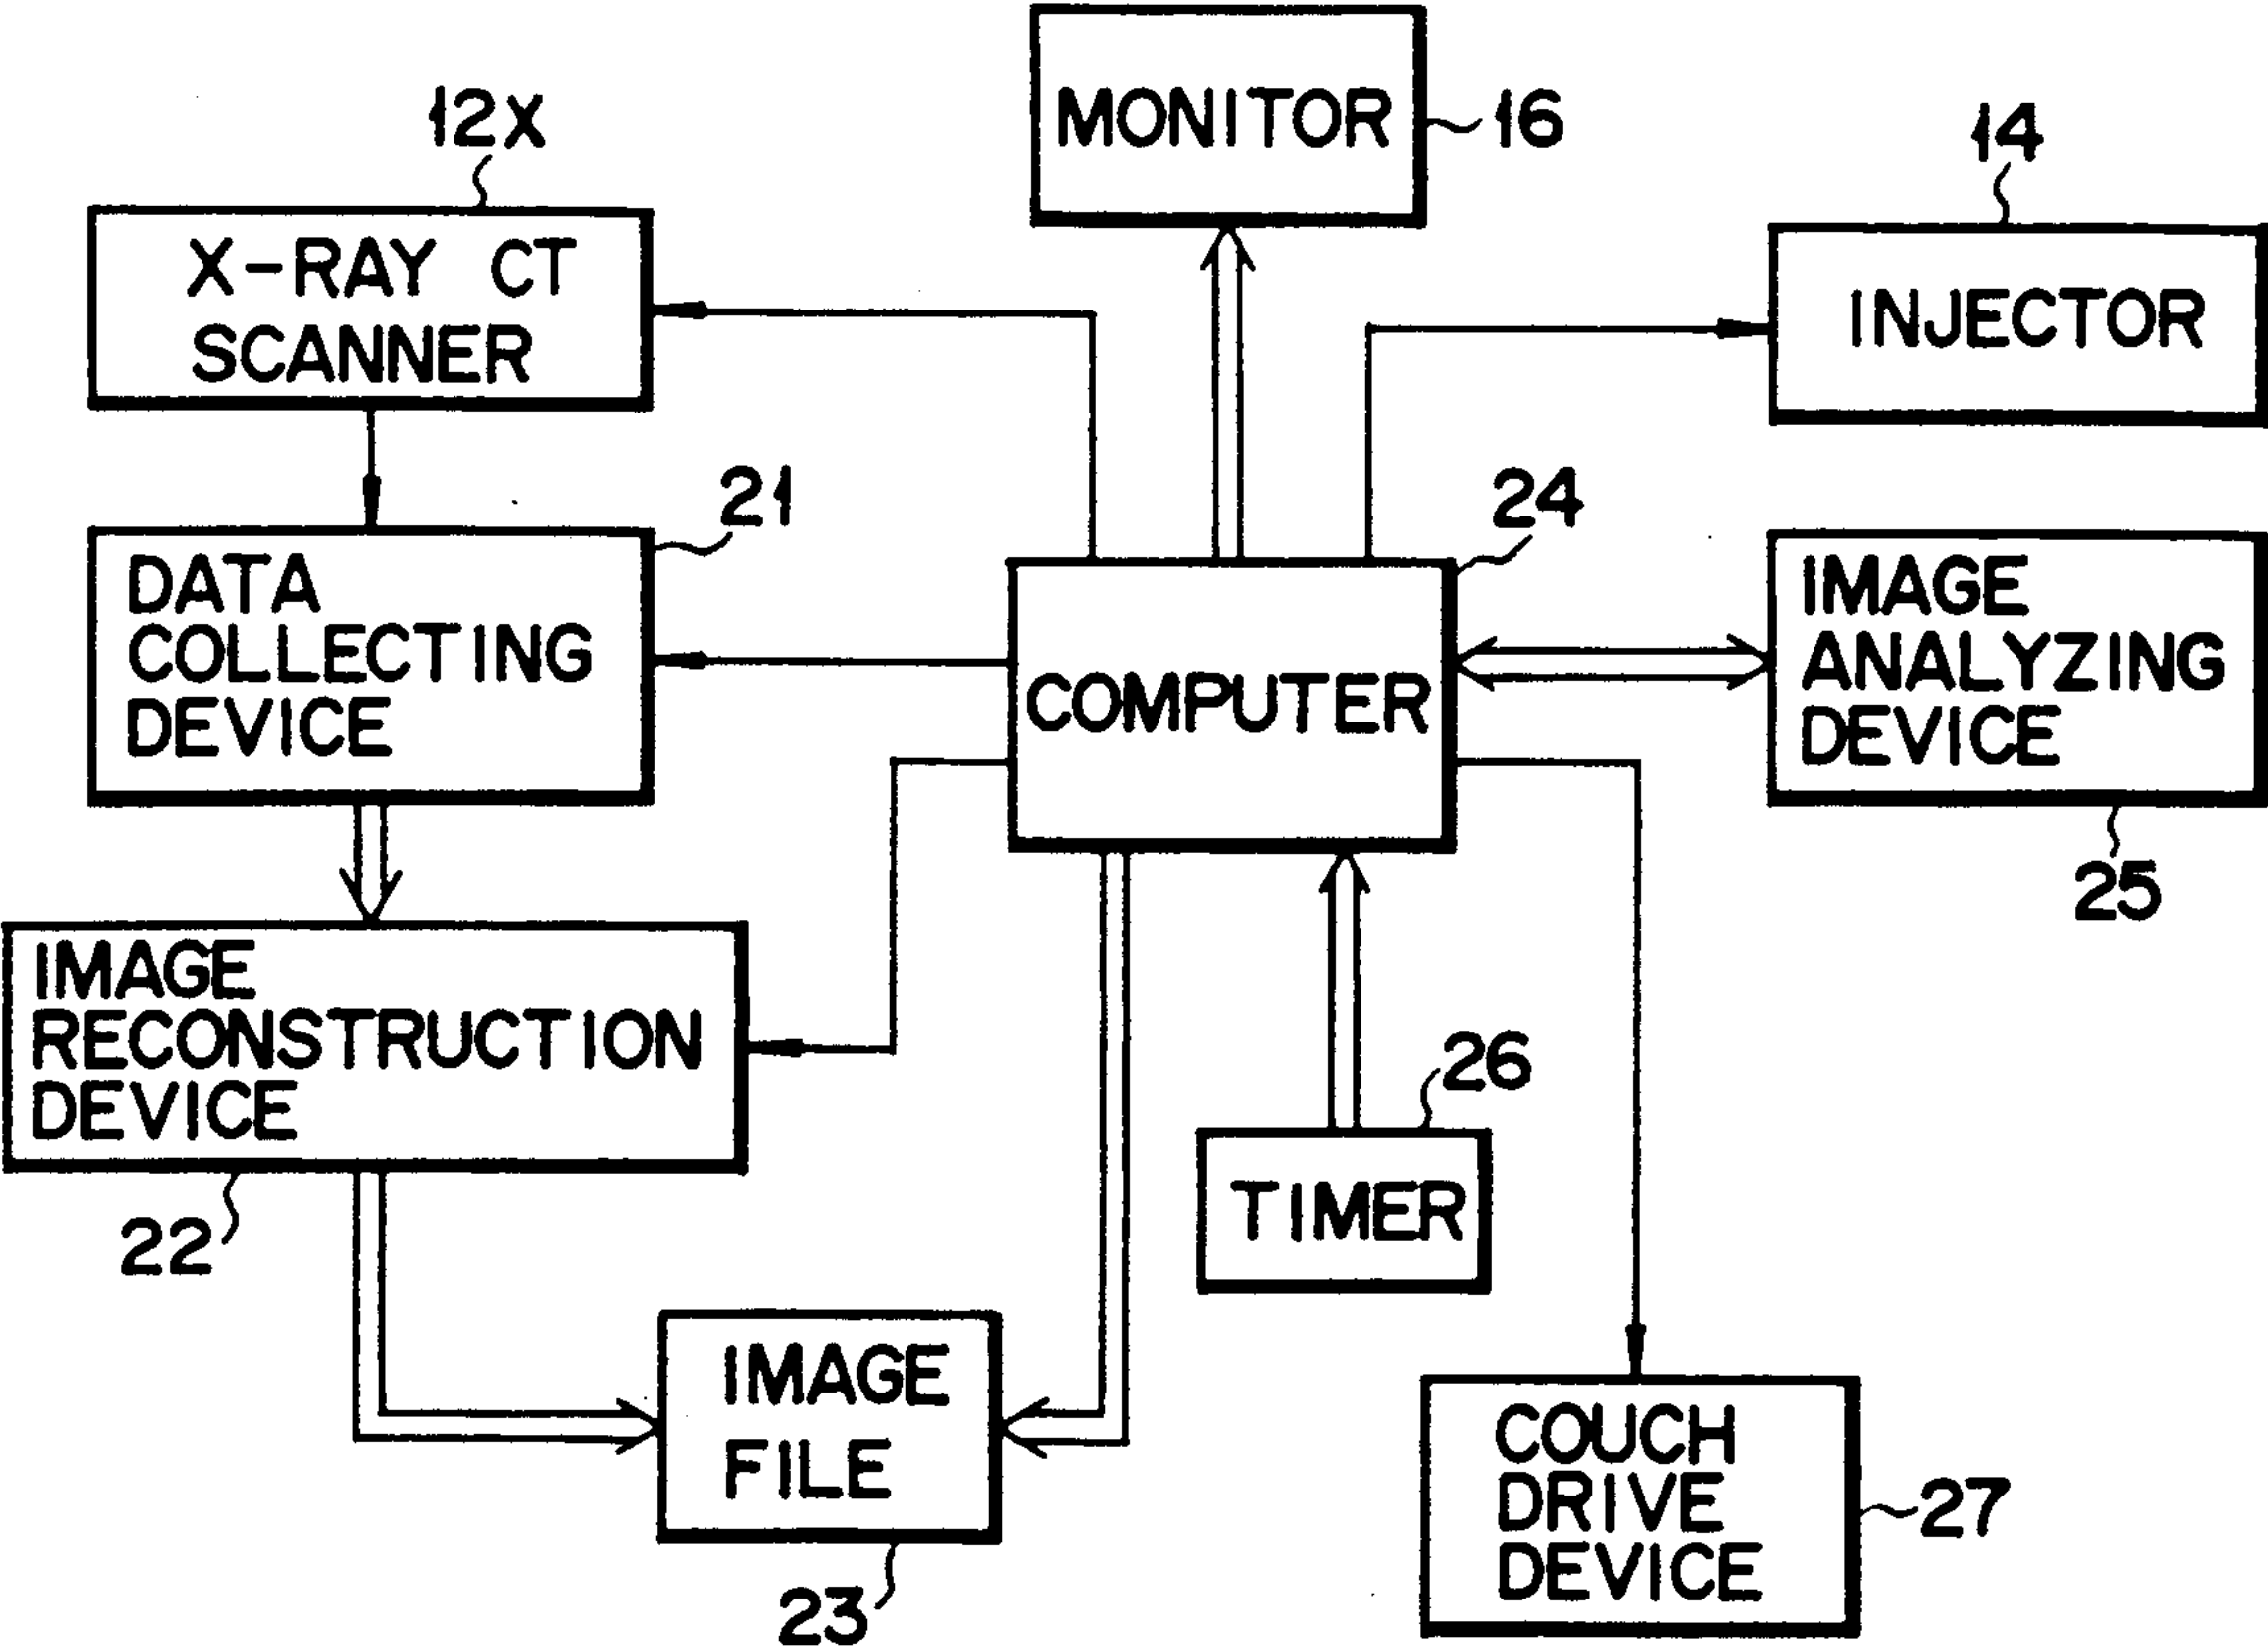 MONITOR
16
12X
X-RAY CT
SCANNER
14
INJECTOR
21
DATA
COLLECTING
DEVICE
24
COMPUTER
IMAGE
ANALYZING
DEVICE
25
IMAGE
RECONSTRUCTION
DEVICE
22
26
TIMER
IMAGE
FILE
23
COUCH
DRIVE
DEVICE
27